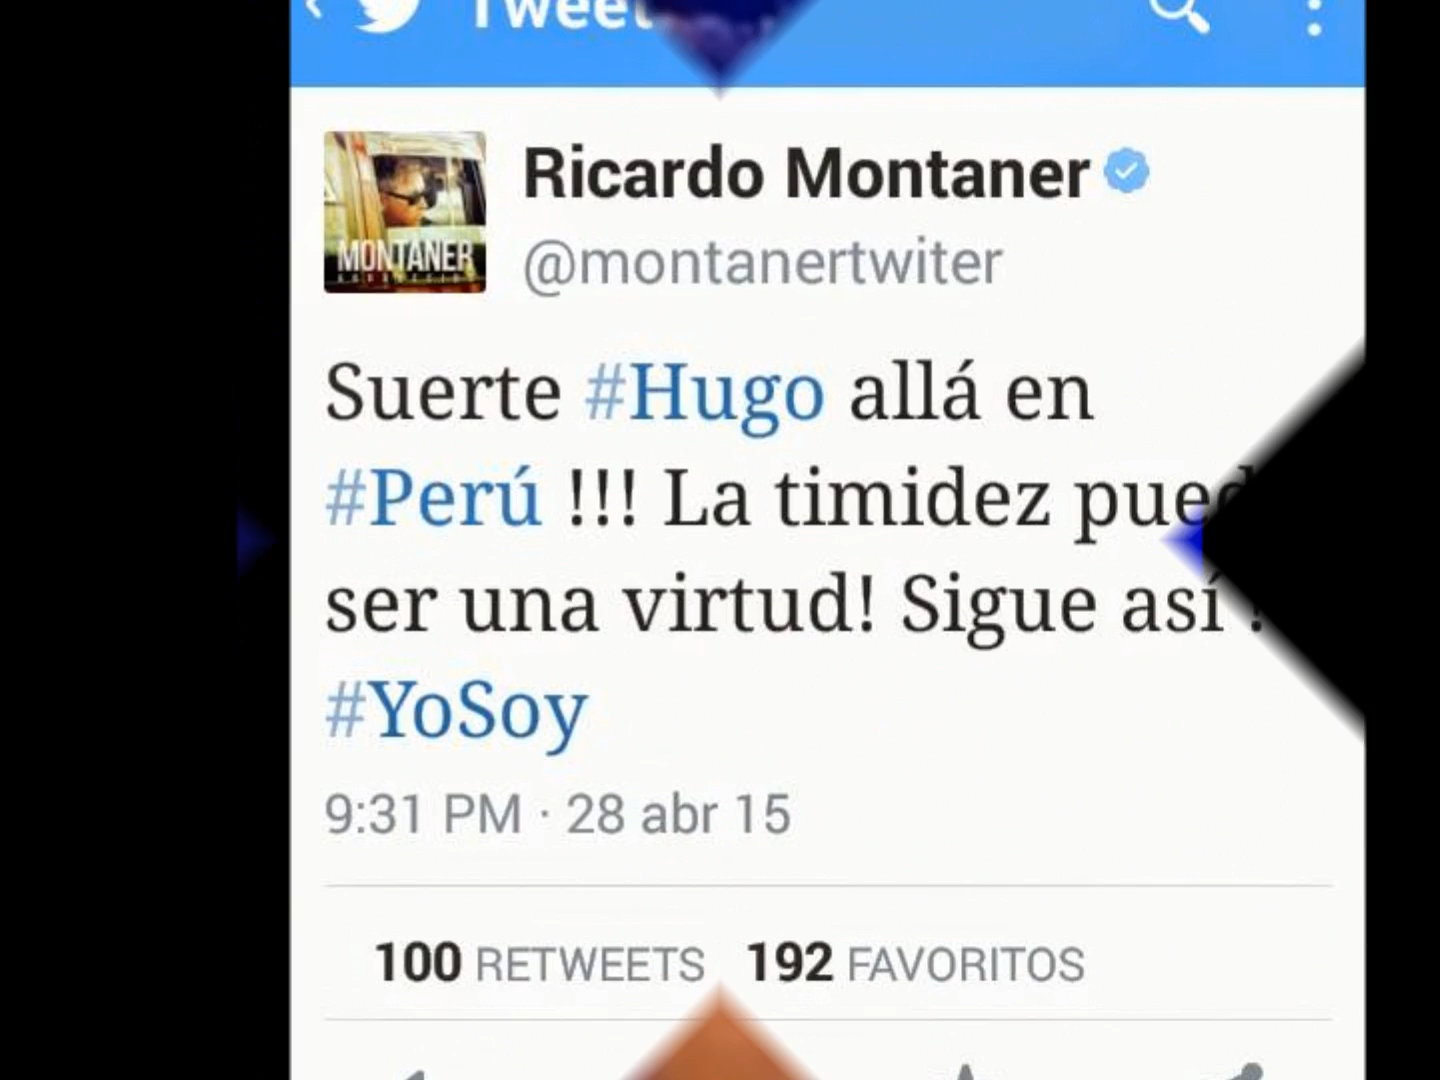 Tweet
MONTANER
Ricardo Montaner
@montanertwiter
Suerte #Hugo allá en
#Perú !!! La timidez
ser una virtud! Sigue así !
#YoSoy
9:31 PM · 28 abr 15
100 RETWEETS 192 FAVORITOS